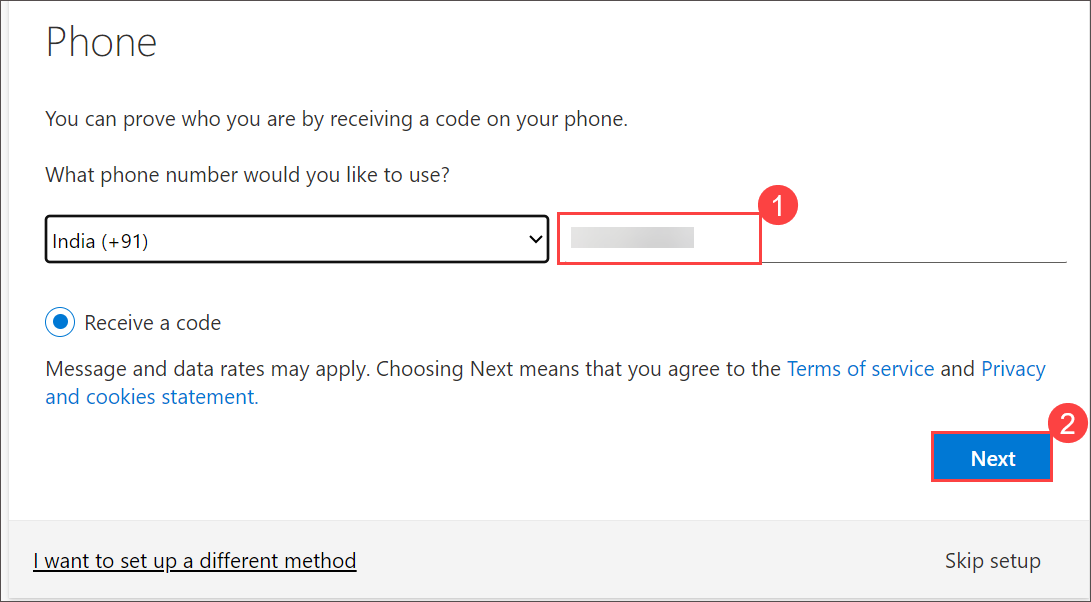 Phone
You can prove who you are by receiving a code on your phone.
What phone number would you like to use?
India (+91)
1
Receive a code
Message and data rates may apply. Choosing Next means that you agree to the Terms of service and Privacy
and cookies statement.
2
Next
I want to set up a different method
Skip setup